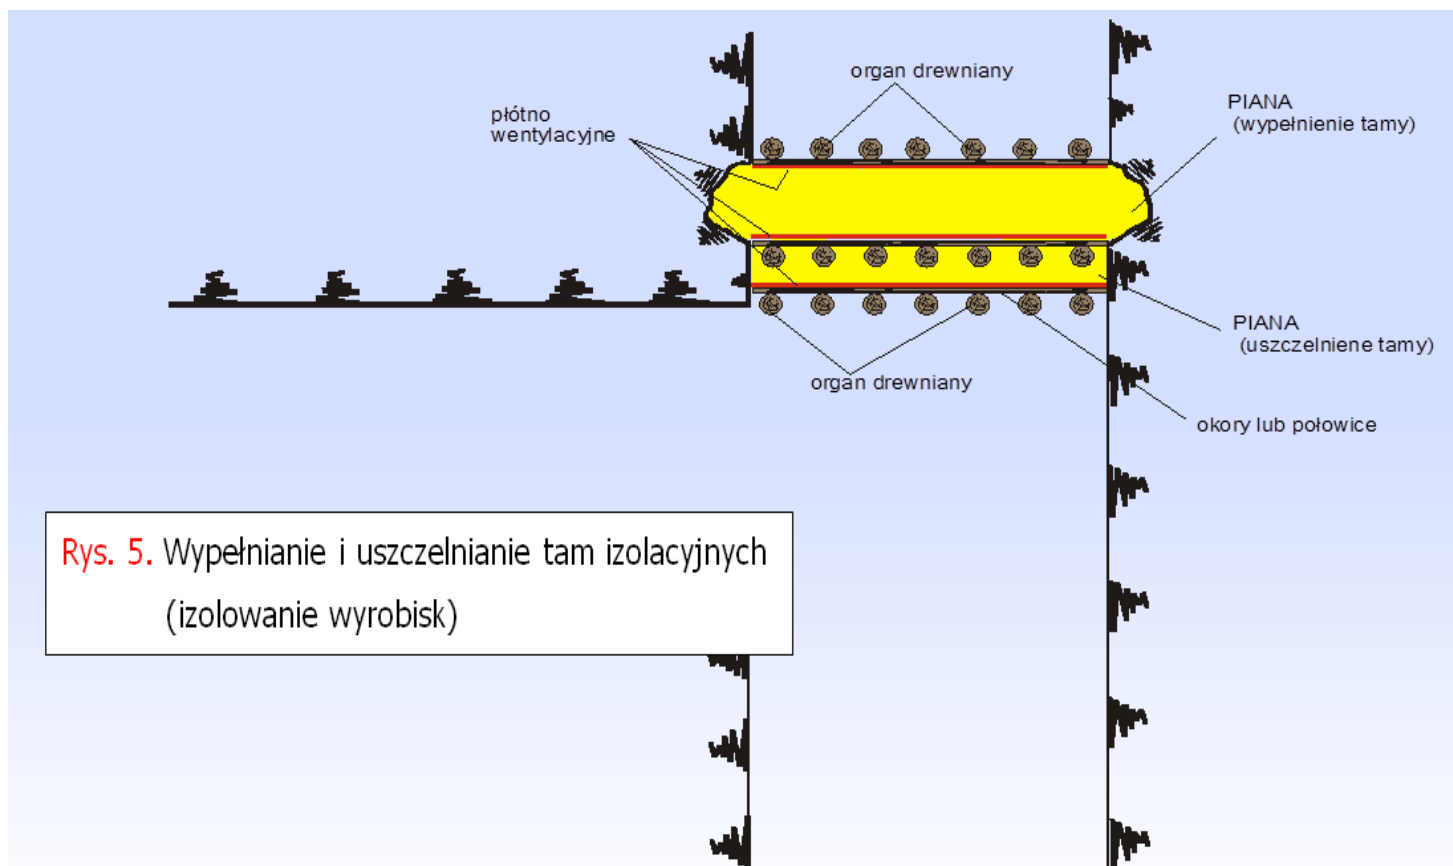 organ drewniany
płótno
wentylacyjne
PIANA
(wypełnienie tamy)
PIANA
(uszczelniene tamy)
organ drewniany
okory lub połowice
Rys. 5. Wypełnianie i uszczelnianie tam izolacyjnych
(izolowanie wyrobisk)